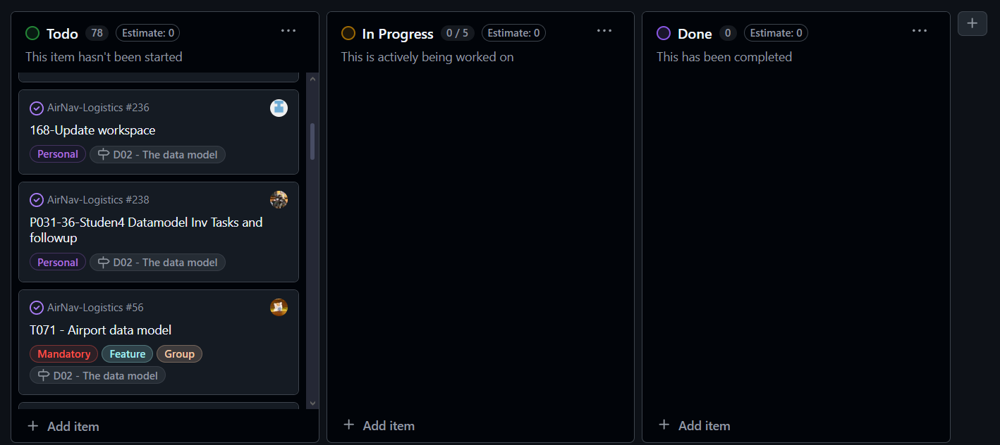 Todo 78 Estimate: 0
This item hasn't been started
AirNav-Logistics #236
168-Update workspace
Personal D02 - The data model
AirNav-Logistics #238
P031-36-Studen4 Datamodel Inv Tasks and
followup
Personal D02 - The data model
AirNav-Logistics #56
T071 - Airport data model
Mandatory Feature Group
D02 - The data model
+ Add item
In Progress 0 / 5 Estimate: 0
This is actively being worked on
+ Add item
Done 0 Estimate: 0
This has been completed
+ Add item